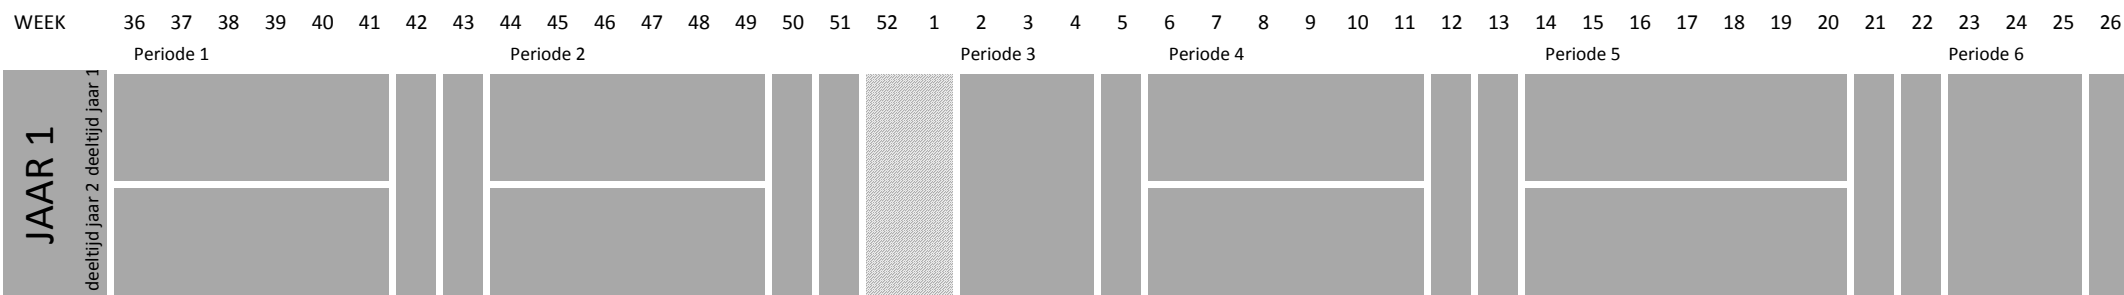 WEEK 36 37 38 39 40 41 42 43 44 45 46 47 48 49 50 51 52 1 2 3 4 5 6 7 8 9 10 11 12 13 14 15 16 17 18 19 20 21 22 23 24 25 26
Periode 1 Periode 2 Periode 3 Periode 4 Periode 5 Periode 6
JAAR 1
deeltijd jaar 2 deeltijd jaar 1